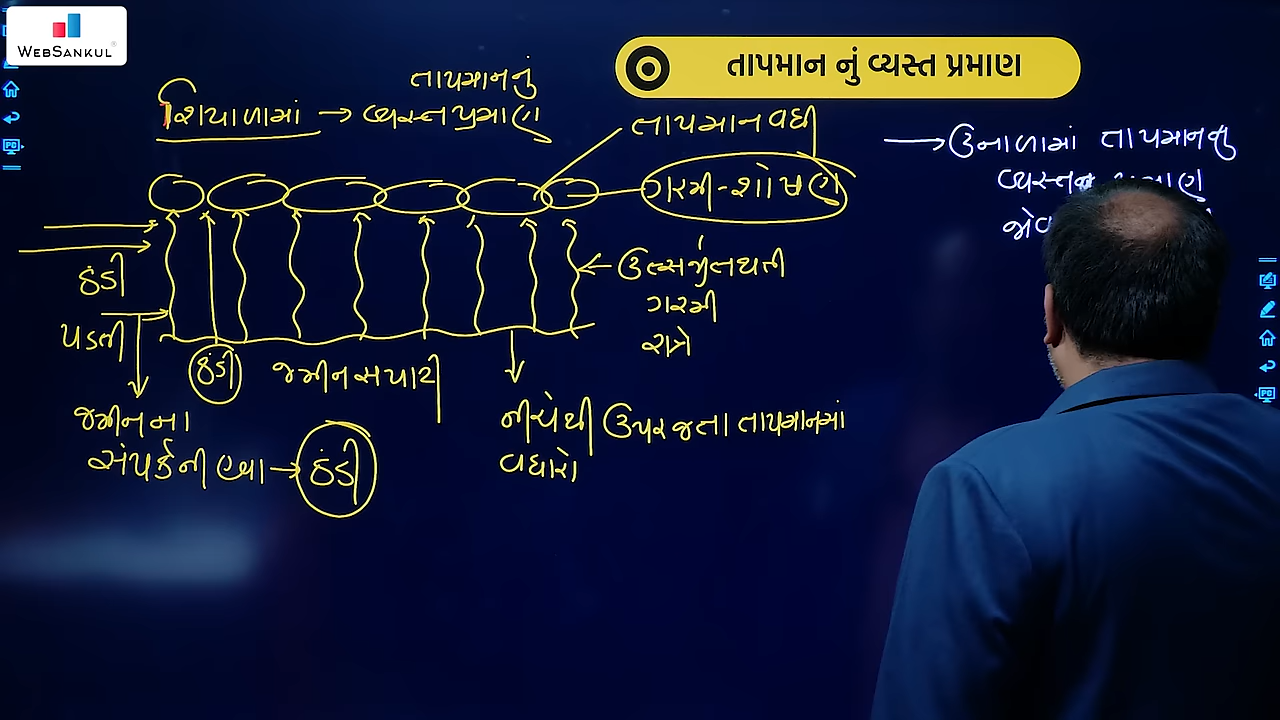 WEBSANKUL
તાપમાન નું વ્યસ્ત પ્રમાણ
તાપમાનનું
શિયાળામાં → વ્યસ્તપ્રમાણ
તાપમાન વધી
ગરમી-શોષણ
→ ઉનાળામાં તાપમાનનું
ઠંડી
ઉત્સર્જીત થતી
ગરમી
રાત્રે
પડતી
ઠંડી
જમીન સપાટી
જમીનના
સંપર્કની હવા → ઠંડી
નીચેથી ઉપર જતા તાપમાનમાં
વધારો